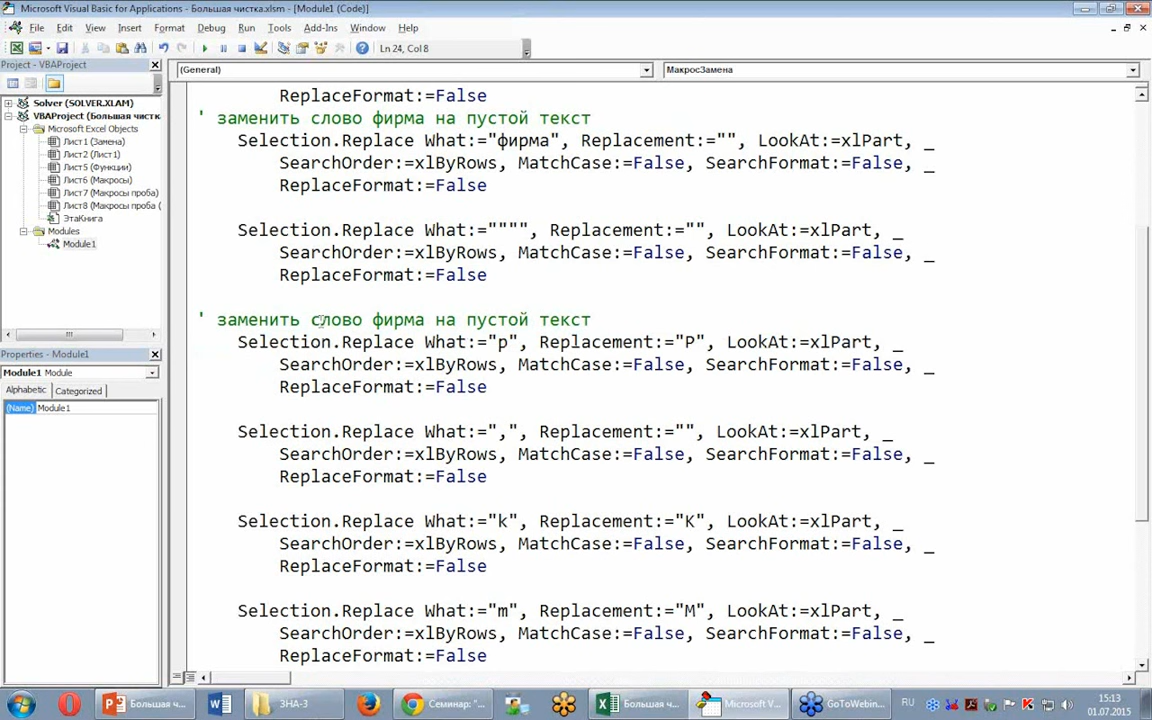 Microsoft Visual Basic for Applications - Большая чистка.xlsm - [Module1 (Code)]
File Edit View Insert Format Debug Run Tools Add-Ins Window Help
Ln 24, Col 8
Project - VBAProject
(General)
МакросЗамена
Solver (SOLVER.XLAM)
VBAProject (Большая чистк
Microsoft Excel Objects
Лист1 (Замена)
Лист2 (Лист1)
Лист5 (Функции)
Лист6 (Макросы)
Лист7 (Макросы проба)
Лист8 (Макросы проба (
ЭтаКнига
Modules
Module1
Properties - Module1
Module1 Module
Alphabetic Categorized
(Name) Module1
ReplaceFormat:=False
' заменить слово фирма на пустой текст
Selection.Replace What:="фирма", Replacement:="", LookAt:=xlPart, _
SearchOrder:=xlByRows, MatchCase:=False, SearchFormat:=False, _
ReplaceFormat:=False
Selection.Replace What:="""", Replacement:="", LookAt:=xlPart, _
SearchOrder:=xlByRows, MatchCase:=False, SearchFormat:=False, _
ReplaceFormat:=False
' заменить слово фирма на пустой текст
Selection.Replace What:="p", Replacement:="Р", LookAt:=xlPart, _
SearchOrder:=xlByRows, MatchCase:=False, SearchFormat:=False, _
ReplaceFormat:=False
Selection.Replace What:=",", Replacement:="", LookAt:=xlPart, _
SearchOrder:=xlByRows, MatchCase:=False, SearchFormat:=False, _
ReplaceFormat:=False
Selection.Replace What:="k", Replacement:="К", LookAt:=xlPart, _
SearchOrder:=xlByRows, MatchCase:=False, SearchFormat:=False, _
ReplaceFormat:=False
Selection.Replace What:="m", Replacement:="М", LookAt:=xlPart, _
SearchOrder:=xlByRows, MatchCase:=False, SearchFormat:=False, _
ReplaceFormat:=False
Большая ч...
ЗНА-3
Семинар: "...
Большая ч...
Microsoft V...
GoToWebin...
RU
15:13
01.07.2015